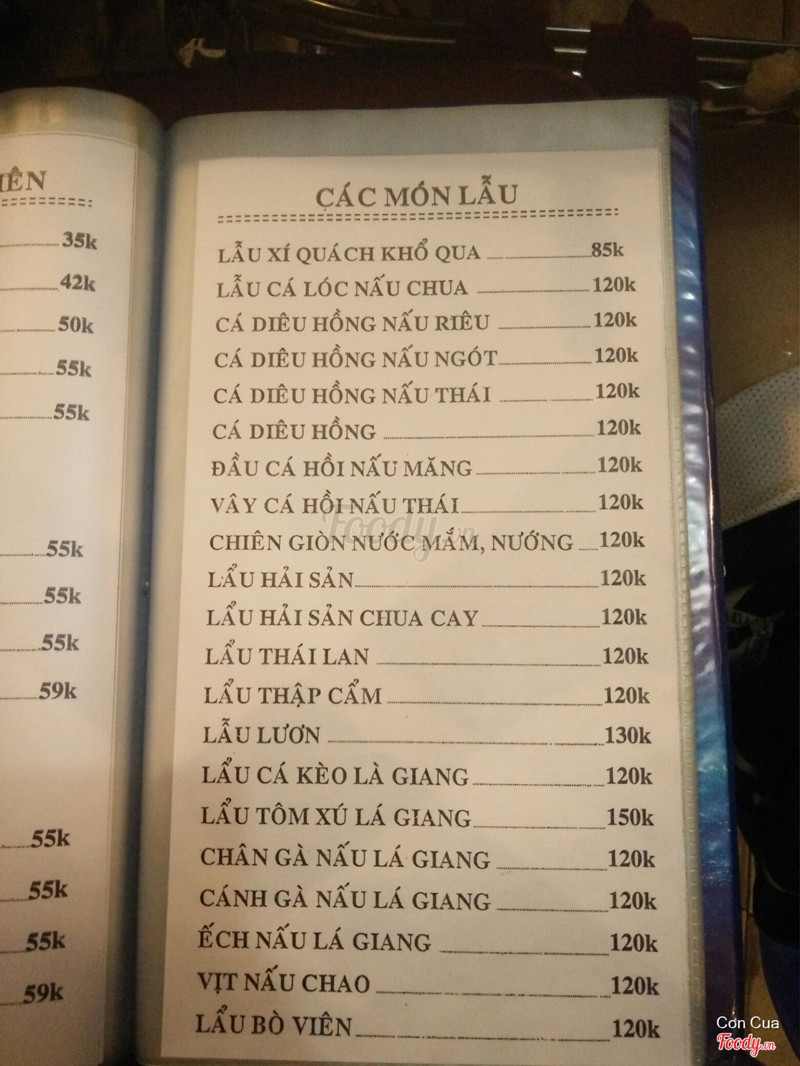 IÊN
35k
42k
50k
55k
55k
55k
55k
55k
59k
55k
55k
55k
59k
CÁC MÓN LẪU
LẪU XÍ QUÁCH KHỔ QUA 85k
LẪU CÁ LÓC NẤU CHUA 120k
CÁ DIÊU HỒNG NẤU RIÊU 120k
CÁ DIÊU HỒNG NẤU NGÓT 120k
CÁ DIÊU HỒNG NẤU THÁI 120k
CÁ DIÊU HỒNG 120k
ĐẦU CÁ HỒI NẤU MĂNG 120k
VÂY CÁ HỒI NẤU THÁI 120k
CHIÊN GIÒN NƯỚC MẮM, NƯỚNG 120k
LẨU HẢI SẢN 120k
LẨU HẢI SẢN CHUA CAY 120k
LẨU THÁI LAN 120k
LẨU THẬP CẨM 120k
LẪU LƯƠN 130k
LẨU CÁ KÈO LÀ GIANG 120k
LẨU TÔM XÚ LÁ GIANG 150k
CHÂN GÀ NẤU LÁ GIANG 120k
CÁNH GÀ NẤU LÁ GIANG 120k
ẾCH NẤU LÁ GIANG 120k
VỊT NẤU CHAO 120k
LẨU BÒ VIÊN 120k
Foody.vn
Con Cua
Foody.vn